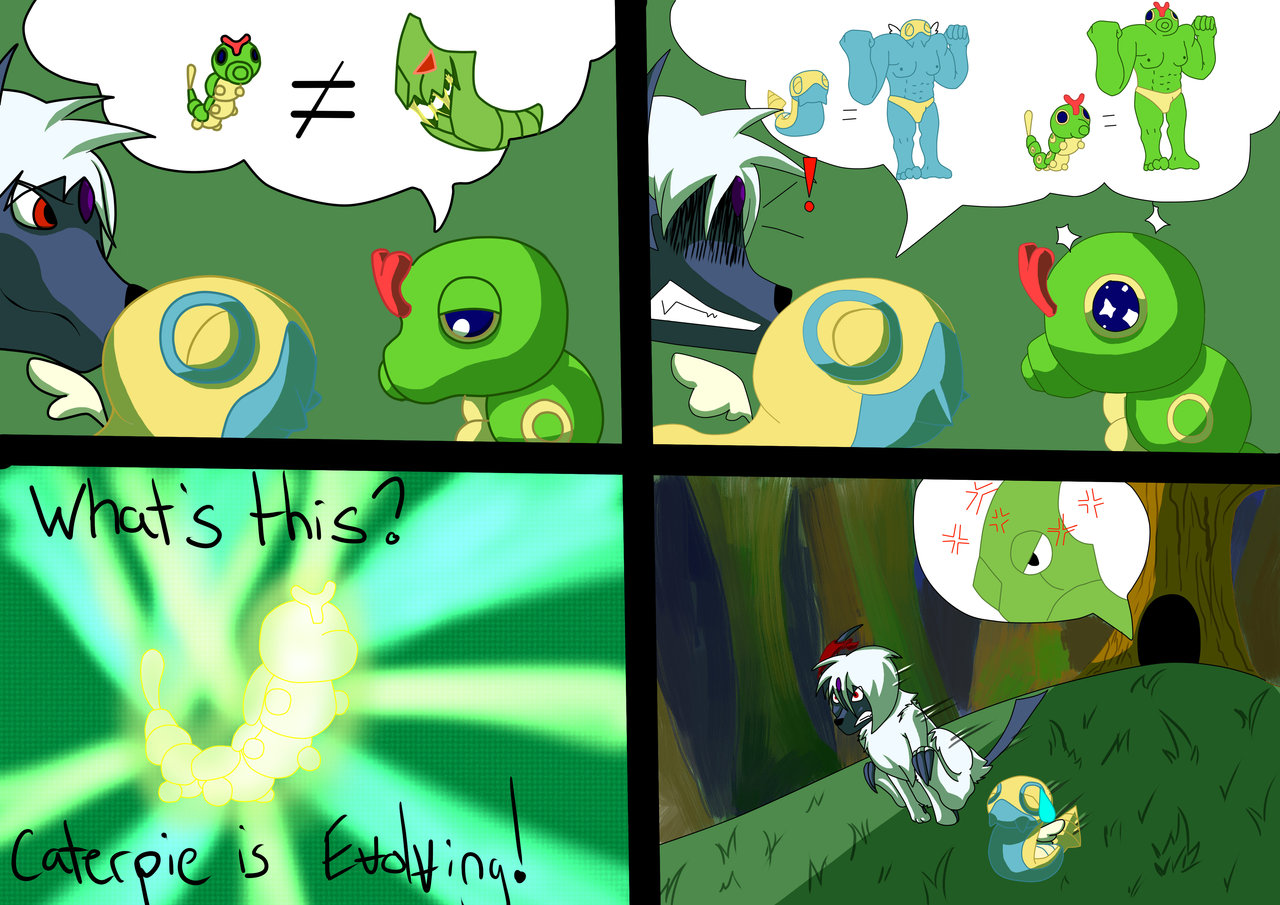 ≠
=
=
!
What's this?
Caterpie is Evolving!